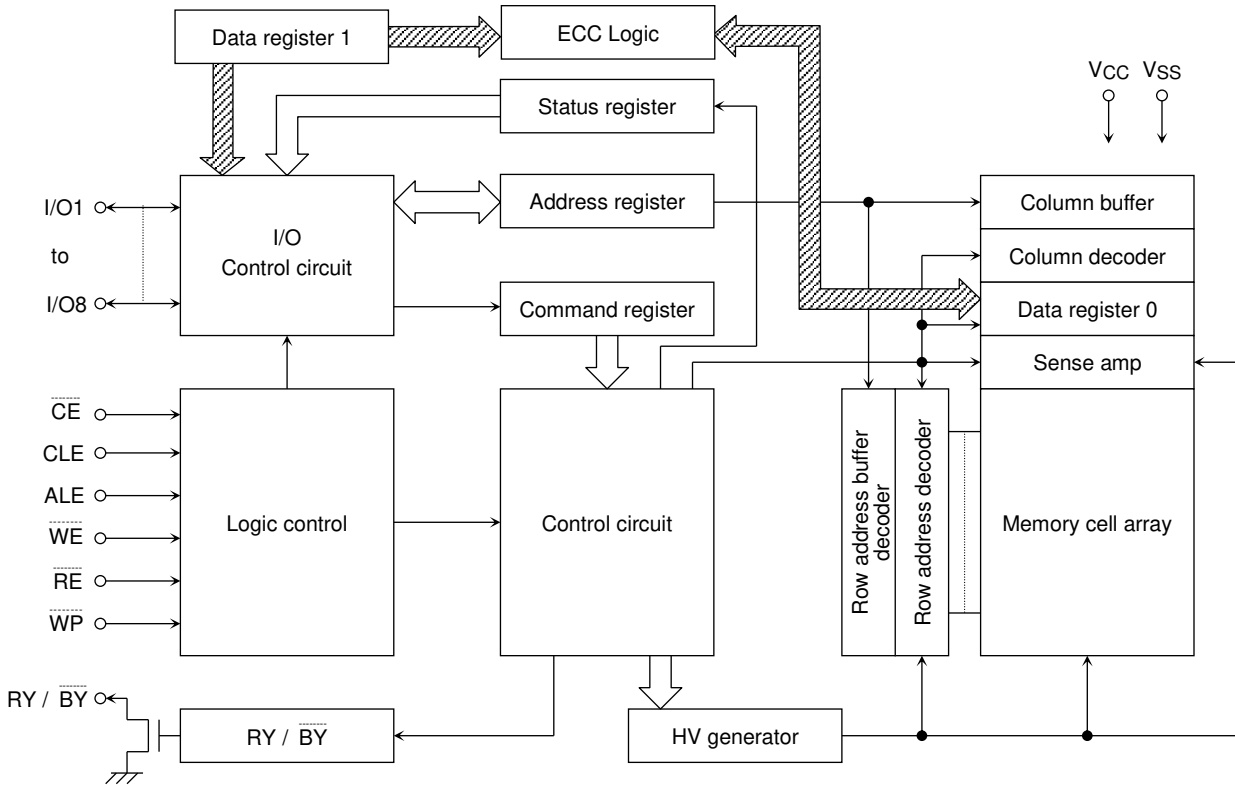 Data register 1
ECC Logic
Status register
VCC
VSS
I/O1
to
I/O8
I/O
Control circuit
Address register
Command register
Column buffer
Column decoder
Data register 0
Sense amp
CE
CLE
ALE
WE
RE
WP
Logic control
Control circuit
Row address buffer
decoder
Row address decoder
Memory cell array
RY / BY
RY / BY
HV generator